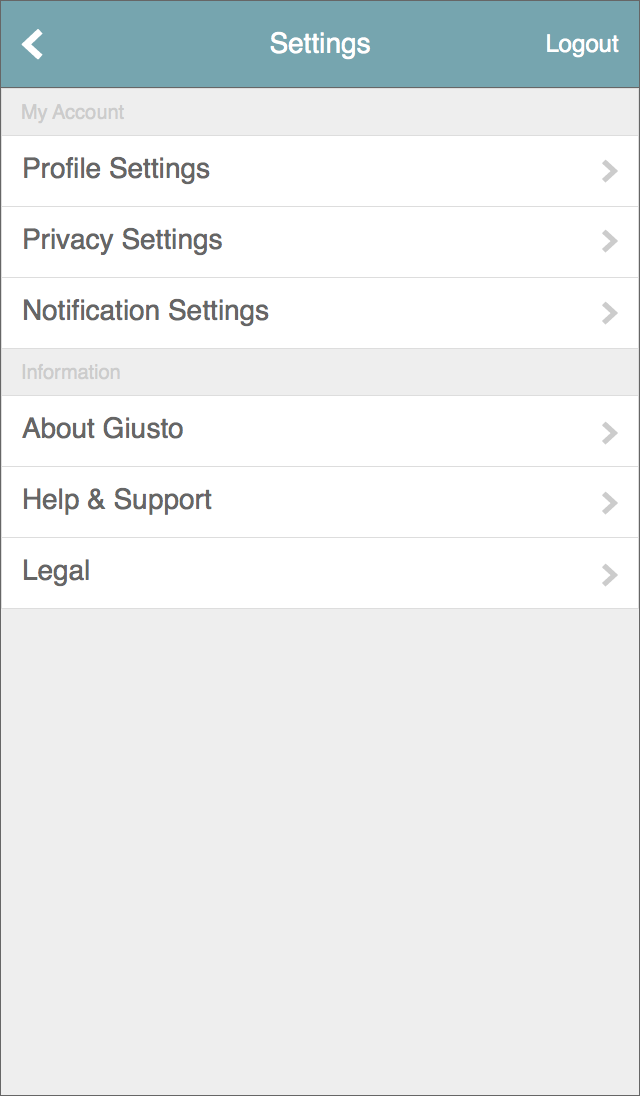 Settings
Logout
My Account
Profile Settings
Privacy Settings
Notification Settings
Information
About Giusto
Help & Support
Legal